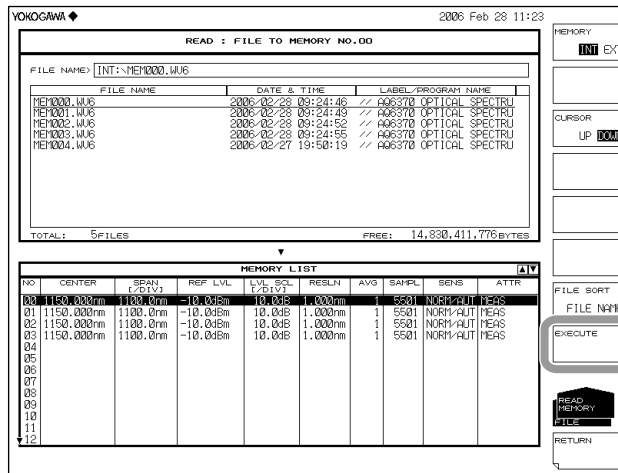 YOKOGAWA 2006 Feb 28 11:23
READ : FILE TO MEMORY NO.00
FILE NAME> INT:\MEM000.WV6
FILE NAME DATE & TIME LABEL/PROGRAM NAME
MEM000.WV6 2006/02/28 09:24:46 // AQ6370 OPTICAL SPECTRU
MEM001.WV6 2006/02/28 09:24:49 // AQ6370 OPTICAL SPECTRU
MEM002.WV6 2006/02/28 09:24:52 // AQ6370 OPTICAL SPECTRU
MEM003.WV6 2006/02/28 09:24:55 // AQ6370 OPTICAL SPECTRU
MEM004.WV6 2006/02/27 19:50:19 // AQ6370 OPTICAL SPECTRU
TOTAL: 5FILES FREE: 14,830,411,776BYTES
MEMORY LIST
NO CENTER SPAN [/DIV] REF LVL LVL SCL [/DIV] RESLN AVG SAMPL SENS ATTR
00 1150.000nm 1100.0nm -10.0dBm 10.0dB 1.000nm 1 5501 NORM/AUT MEAS
01 1150.000nm 1100.0nm -10.0dBm 10.0dB 1.000nm 1 5501 NORM/AUT MEAS
02 1150.000nm 1100.0nm -10.0dBm 10.0dB 1.000nm 1 5501 NORM/AUT MEAS
03 1150.000nm 1100.0nm -10.0dBm 10.0dB 1.000nm 1 5501 NORM/AUT MEAS
04
05
06
07
08
09
10
11
12
MEMORY
INT EXT
CURSOR
UP DOWN
FILE SORT
FILE NAME
EXECUTE
READ
MEMORY
FILE
RETURN